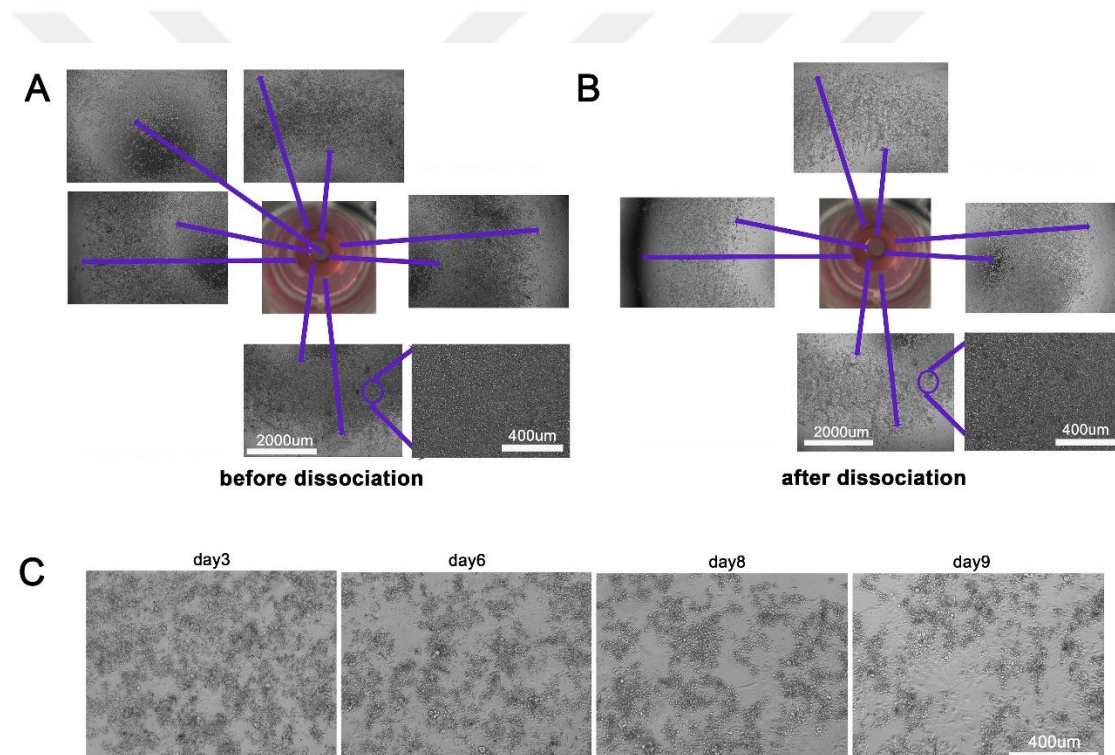 A
B
2000um
400um
2000um
400um
before dissociation
after dissociation
C
day3
day6
day8
day9
400um